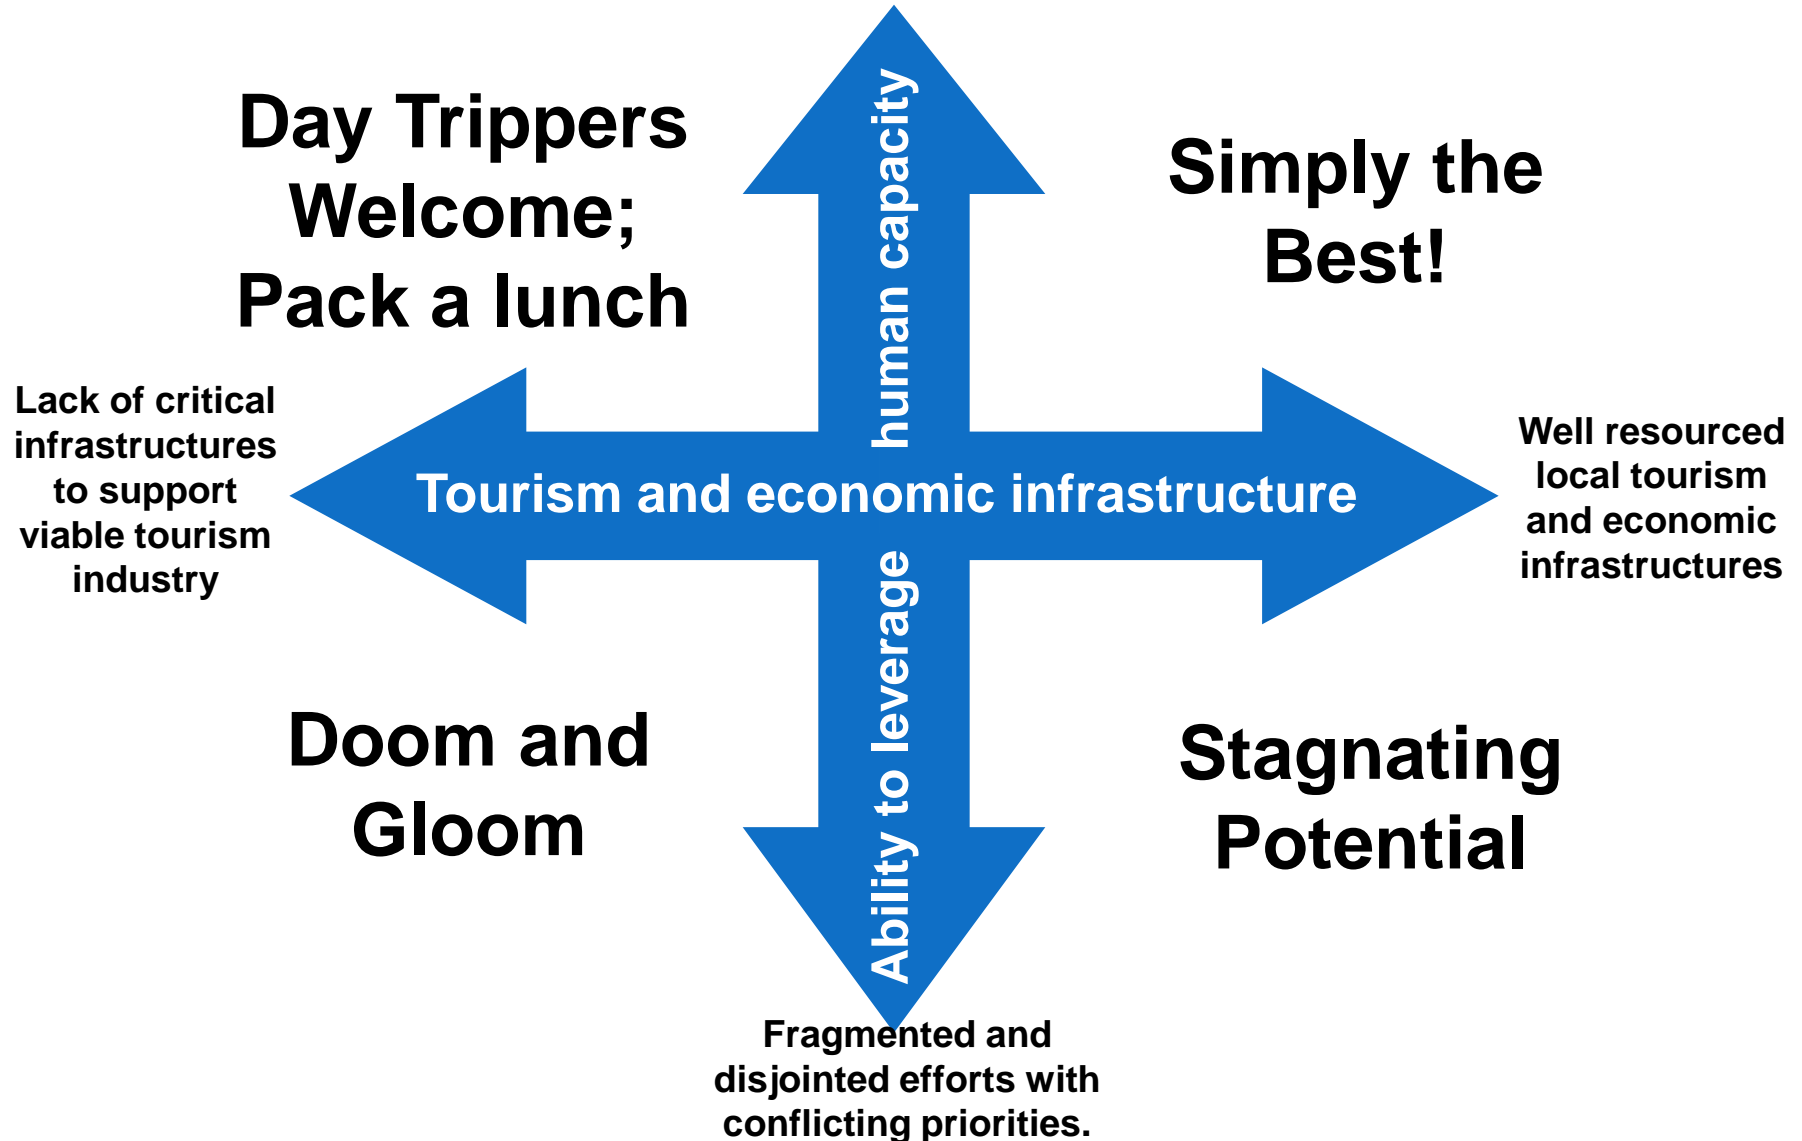 Day Trippers
Welcome;
Pack a lunch
Simply the
Best!
Lack of critical
infrastructures
to support
viable tourism
industry
Tourism and economic infrastructure
Ability to leverage human capacity
Well resourced
local tourism
and economic
infrastructures
Doom and
Gloom
Stagnating
Potential
Fragmented and
disjointed efforts with
conflicting priorities.